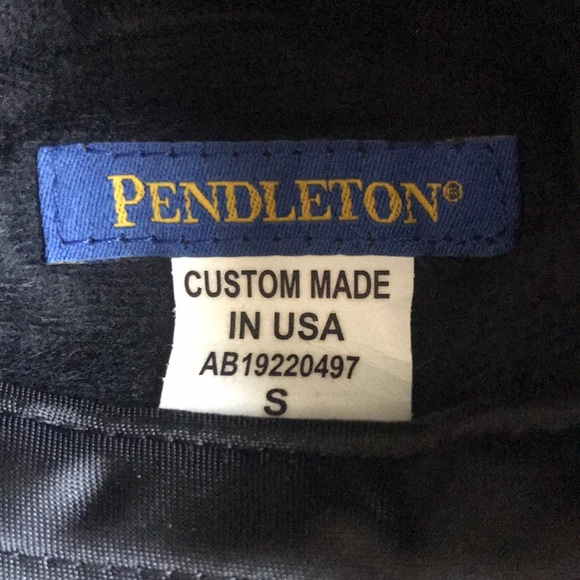 PENDLETON®
CUSTOM MADE
IN USA
AB19220497
S